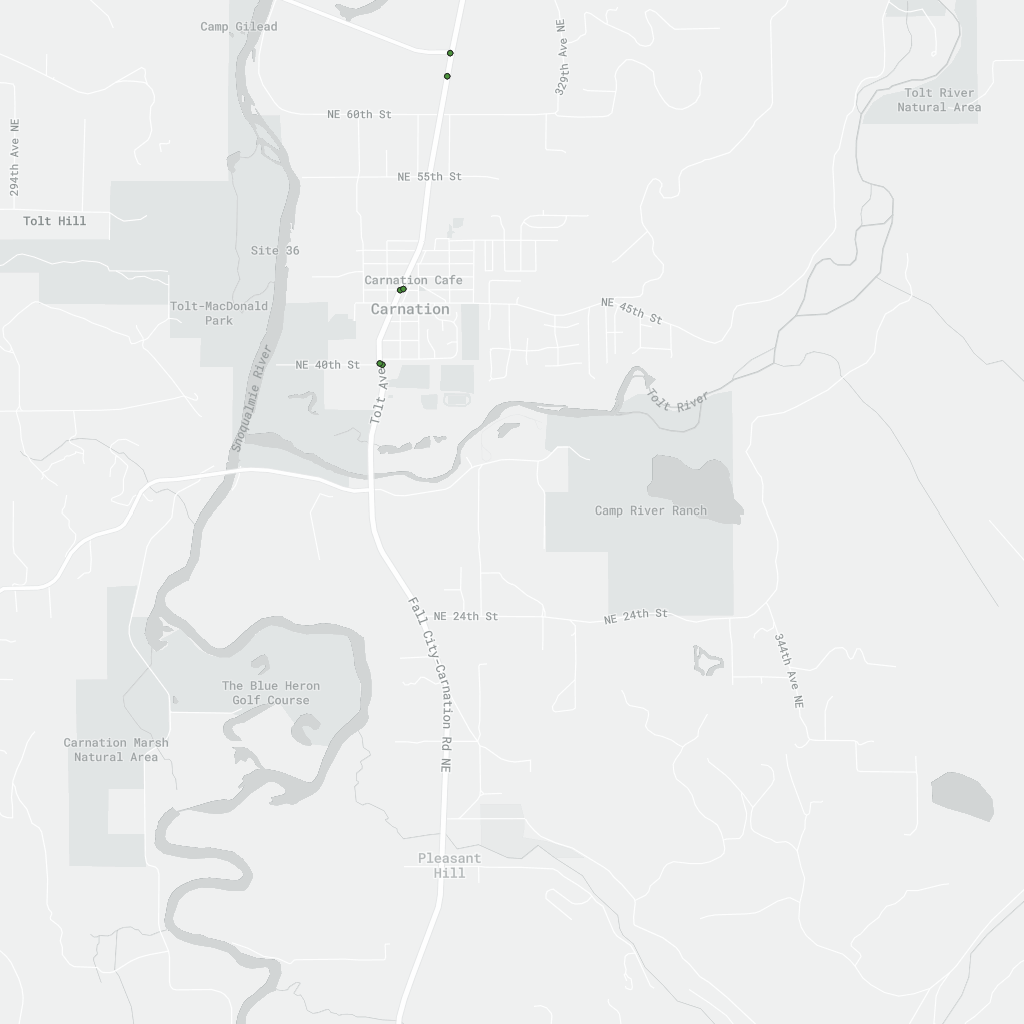 Camp Gilead
329th Ave NE
Tolt River
Natural Area
NE 60th St
294th Ave NE
NE 55th St
Tolt Hill
Site 36
Carnation Cafe
Tolt-MacDonald
Park
Carnation
NE 45th St
NE 40th St
Snoqualmie River
Tolt Ave
Tolt River
Camp River Ranch
Fall City-Carnation Rd NE
NE 24th St
NE 24th St
344th Ave NE
The Blue Heron
Golf Course
Carnation Marsh
Natural Area
Pleasant
Hill